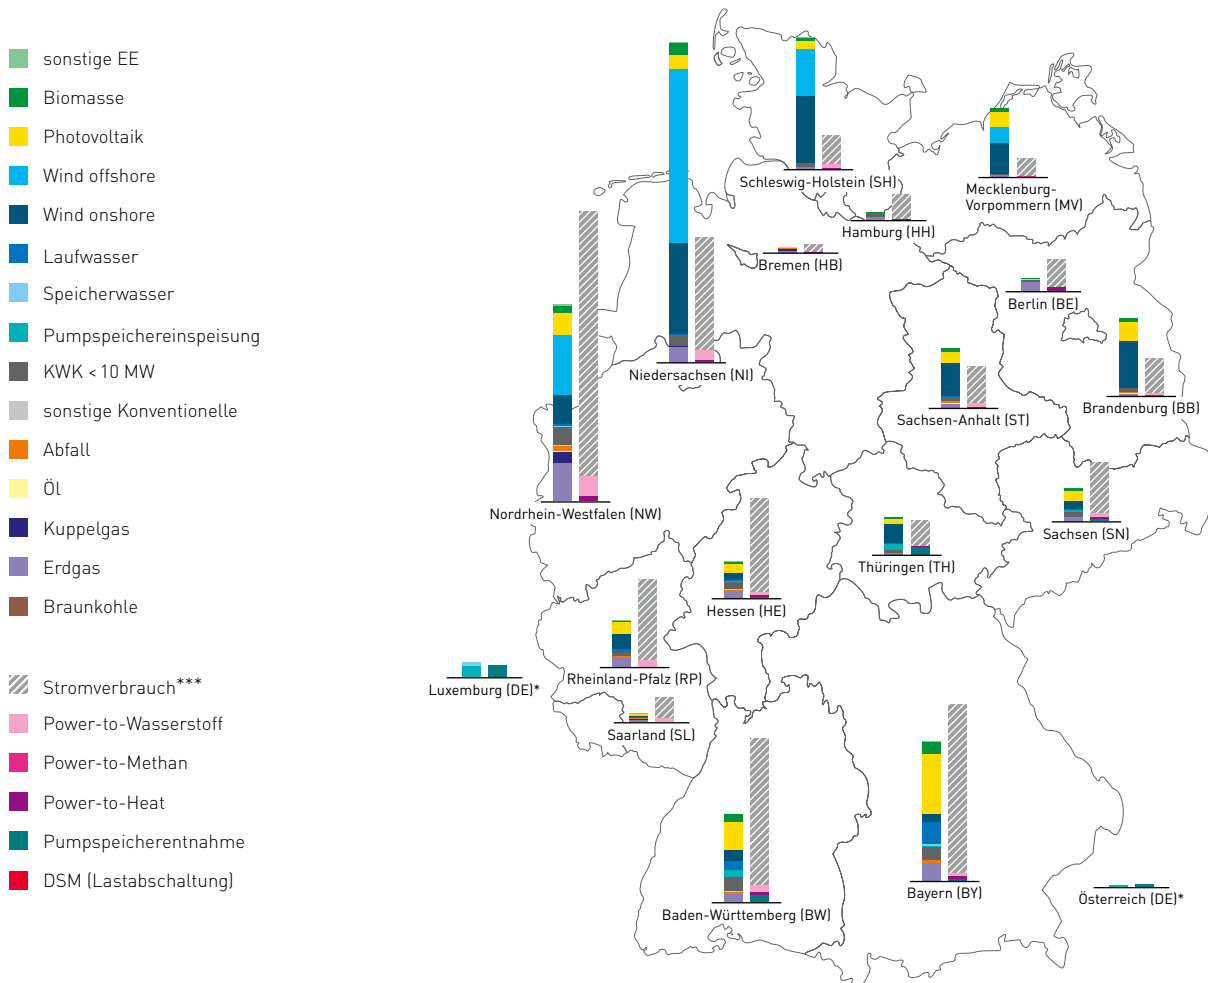 sonstige EE
Biomasse
Photovoltaik
Wind offshore
Wind onshore
Laufwasser
Speicherwasser
Pumpspeichereinspeisung
KWK < 10 MW
sonstige Konventionelle
Abfall
Öl
Kuppelgas
Erdgas
Braunkohle
Stromverbrauch***
Power-to-Wasserstoff
Power-to-Methan
Power-to-Heat
Pumpspeicherentnahme
DSM (Lastabschaltung)
Schleswig-Holstein (SH)
Mecklenburg-
Vorpommern (MV)
Hamburg (HH)
Bremen (HB)
Berlin (BE)
Niedersachsen (NI)
Sachsen-Anhalt (ST)
Brandenburg (BB)
Nordrhein-Westfalen (NW)
Sachsen (SN)
Thüringen (TH)
Hessen (HE)
Rheinland-Pfalz (RP)
Luxemburg (DE)*
Saarland (SL)
Baden-Württemberg (BW)
Bayern (BY)
Österreich (DE)*